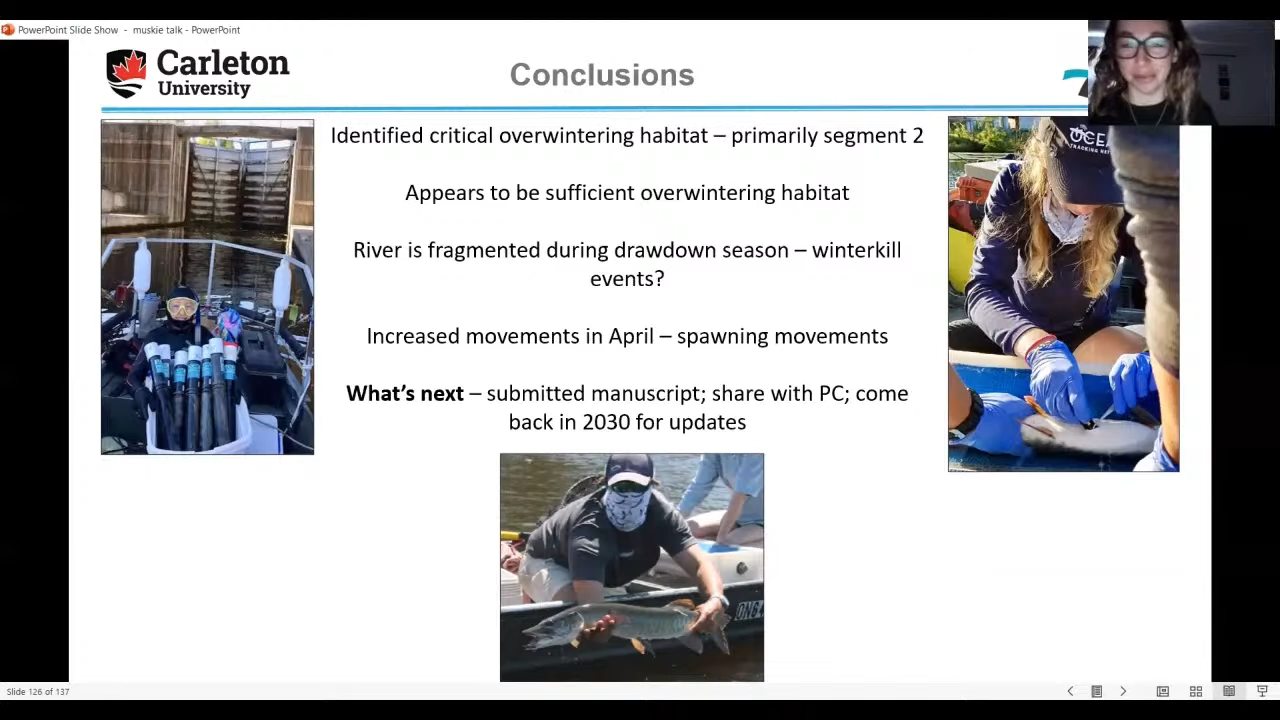 PowerPoint Slide Show - muskie talk - PowerPoint
Carleton
University
Conclusions
Identified critical overwintering habitat – primarily segment 2
Appears to be sufficient overwintering habitat
River is fragmented during drawdown season – winterkill
events?
Increased movements in April – spawning movements
What’s next – submitted manuscript; share with PC; come
back in 2030 for updates
TRACKING
Slide 126 of 137